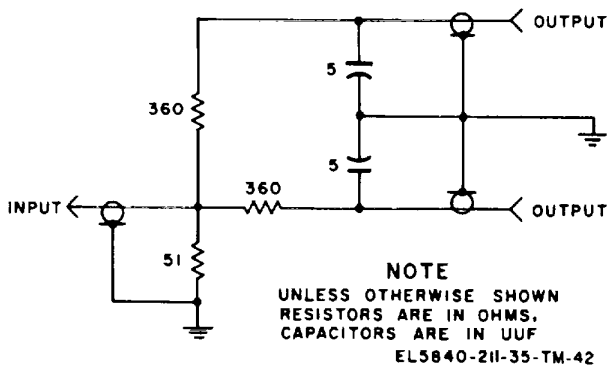 OUTPUT
5
360
5
360
INPUT
OUTPUT
51
NOTE
UNLESS OTHERWISE SHOWN
RESISTORS ARE IN OHMS.
CAPACITORS ARE IN UUF
EL5840-211-35-TM-42